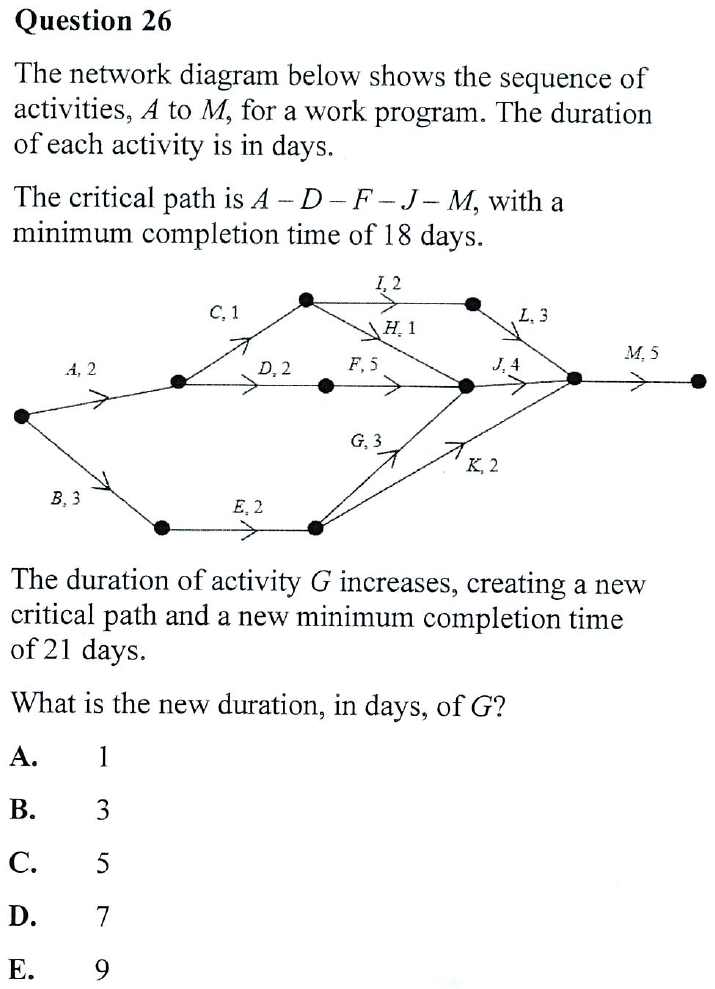 Question 26
The network diagram below shows the sequence of
activities, A to M, for a work program. The duration
of each activity is in days.
The critical path is A – D – F – J – M, with a
minimum completion time of 18 days.
I, 2
C, 1
L, 3
H, 1
A, 2
D, 2
F, 5
J, 4
M, 5
G, 3
K, 2
B, 3
E, 2
The duration of activity G increases, creating a new
critical path and a new minimum completion time
of 21 days.
What is the new duration, in days, of G?
A. 1
B. 3
C. 5
D. 7
E. 9